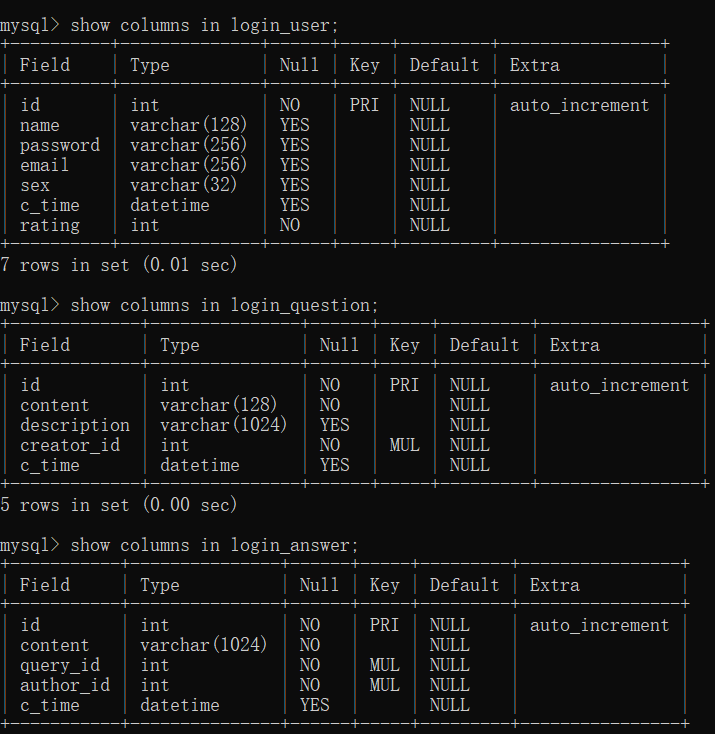 mysql> show columns in login_user;
Field Type Null Key Default Extra
id int NO PRI NULL auto_increment
name varchar(128) YES NULL
password varchar(256) YES NULL
email varchar(256) YES NULL
sex varchar(32) YES NULL
c_time datetime YES NULL
rating int NO NULL
7 rows in set (0.01 sec)
mysql> show columns in login_question;
Field Type Null Key Default Extra
id int NO PRI NULL auto_increment
content varchar(128) NO NULL
description varchar(1024) YES NULL
creator_id int NO MUL NULL
c_time datetime YES NULL
5 rows in set (0.00 sec)
mysql> show columns in login_answer;
Field Type Null Key Default Extra
id int NO PRI NULL auto_increment
content varchar(1024) NO NULL
query_id int NO MUL NULL
author_id int NO MUL NULL
c_time datetime YES NULL